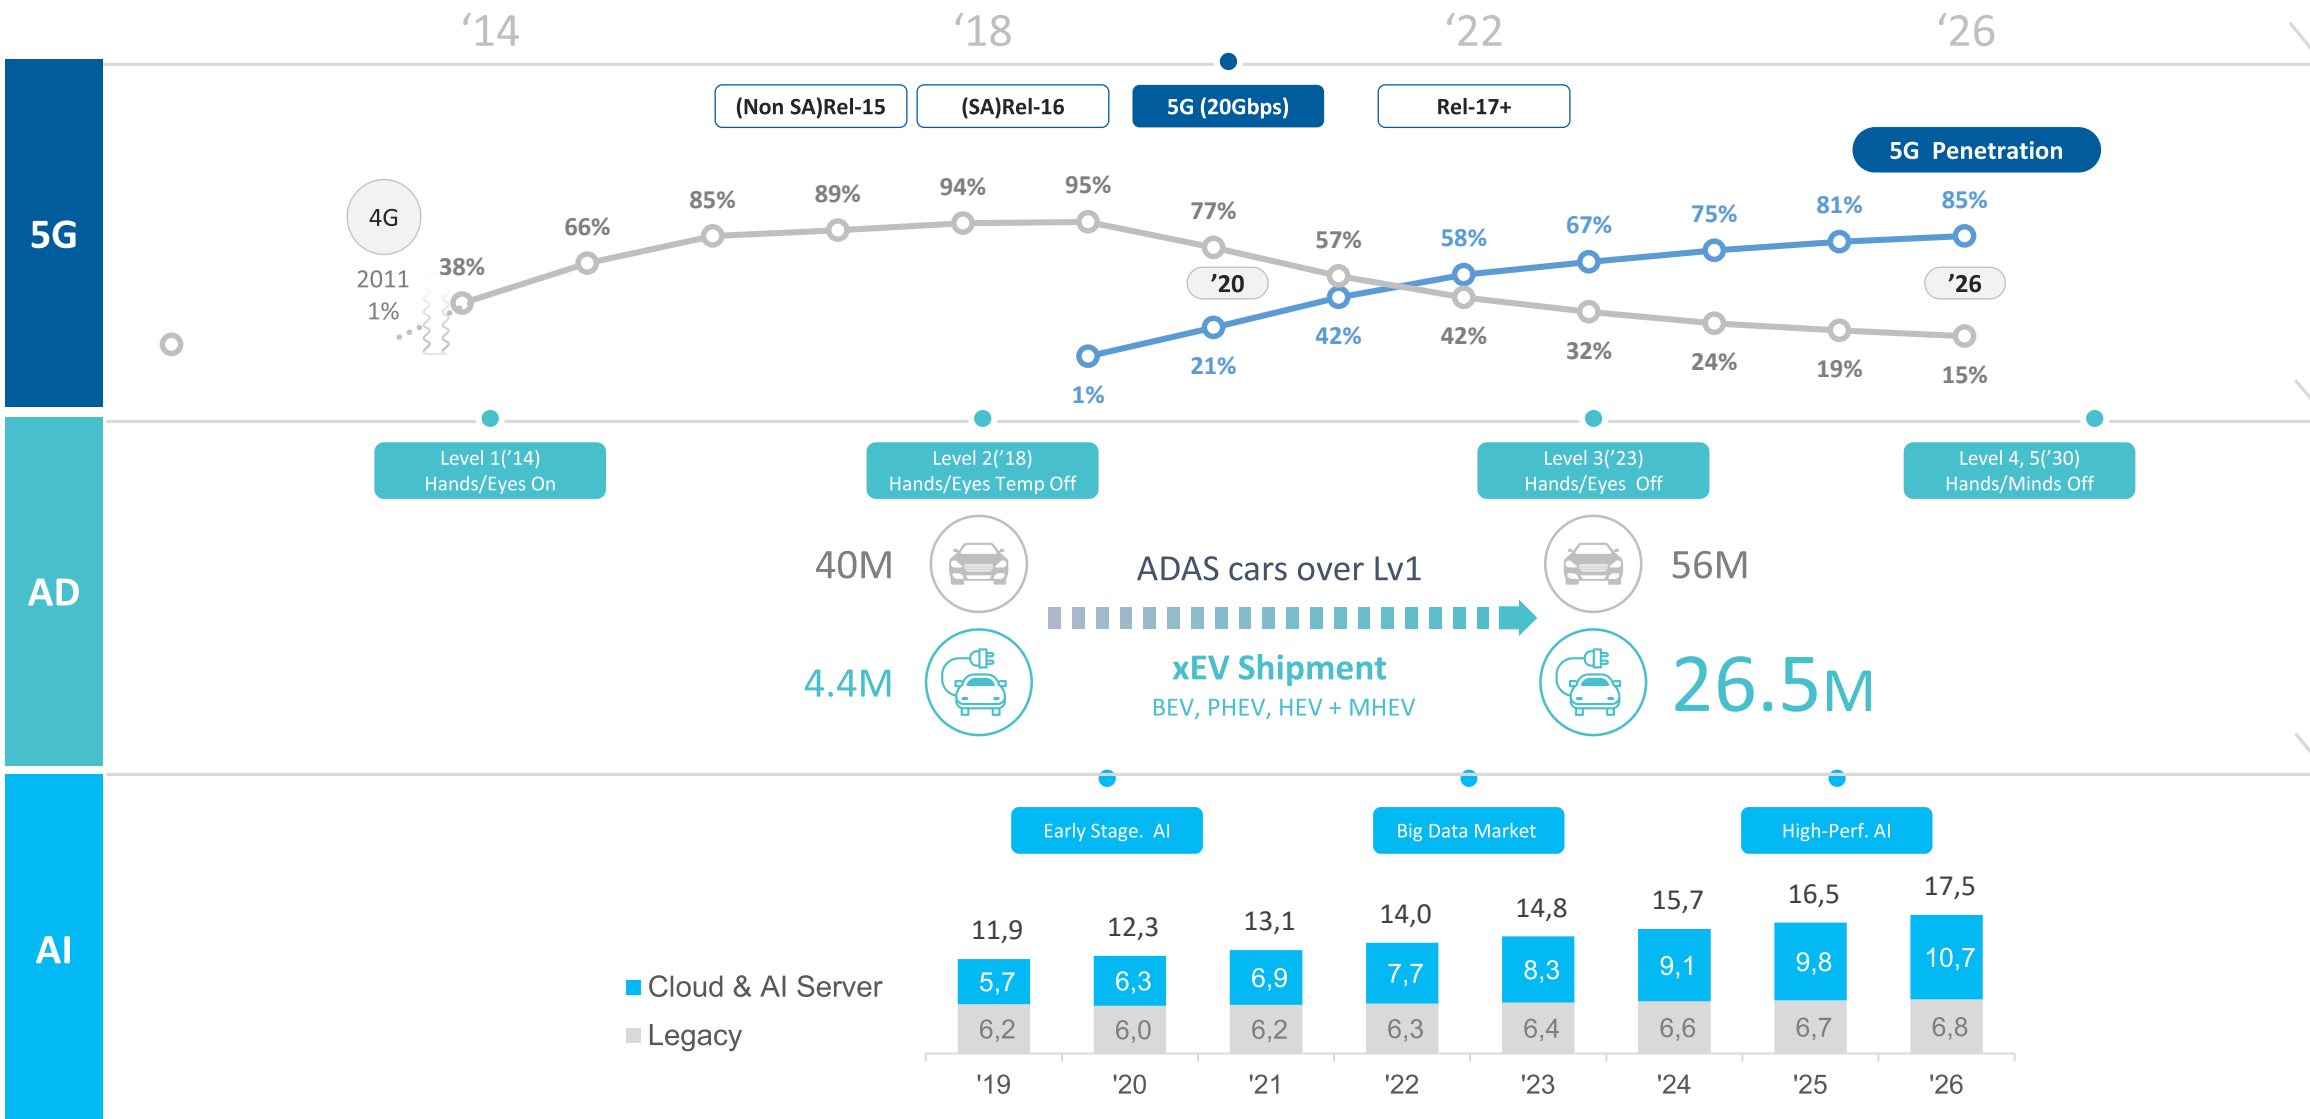 ‘14 ‘18 ‘22 ‘26
5G
(Non SA)Rel-15 (SA)Rel-16 5G (20Gbps) Rel-17+
5G Penetration
4G
2011
1%
38% 66% 85% 89% 94% 95% 77% 57% 42% 32% 24% 19% 15%
1% 21% 42% 58% 67% 75% 81% 85%
’20 ’26
AD
Level 1(’14)
Hands/Eyes On
Level 2(’18)
Hands/Eyes Temp Off
Level 3(’23)
Hands/Eyes Off
Level 4, 5(’30)
Hands/Minds Off
40M ADAS cars over Lv1 56M
4.4M xEV Shipment 26.5M
BEV, PHEV, HEV + MHEV
AI
Early Stage. AI Big Data Market High-Perf. AI
11,9 12,3 13,1 14,0 14,8 15,7 16,5 17,5
Cloud & AI Server 5,7 6,3 6,9 7,7 8,3 9,1 9,8 10,7
Legacy 6,2 6,0 6,2 6,3 6,4 6,6 6,7 6,8
'19 '20 '21 '22 '23 '24 '25 '26